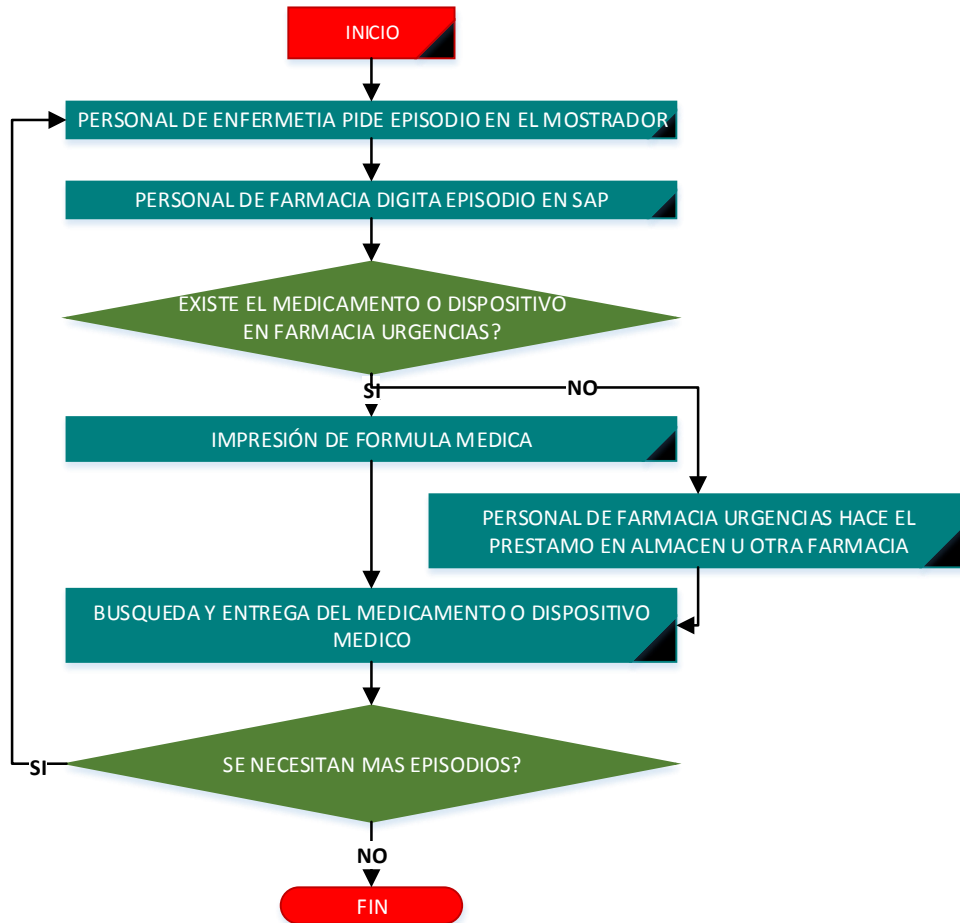 INICIO
PERSONAL DE ENFERMETIA PIDE EPISODIO EN EL MOSTRADOR
PERSONAL DE FARMACIA DIGITA EPISODIO EN SAP
EXISTE EL MEDICAMENTO O DISPOSITIVO
EN FARMACIA URGENCIAS?
SI
NO
IMPRESIÓN DE FORMULA MEDICA
PERSONAL DE FARMACIA URGENCIAS HACE EL
PRESTAMO EN ALMACEN U OTRA FARMACIA
BUSQUEDA Y ENTREGA DEL MEDICAMENTO O DISPOSITIVO
MEDICO
SE NECESITAN MAS EPISODIOS?
SI
NO
FIN